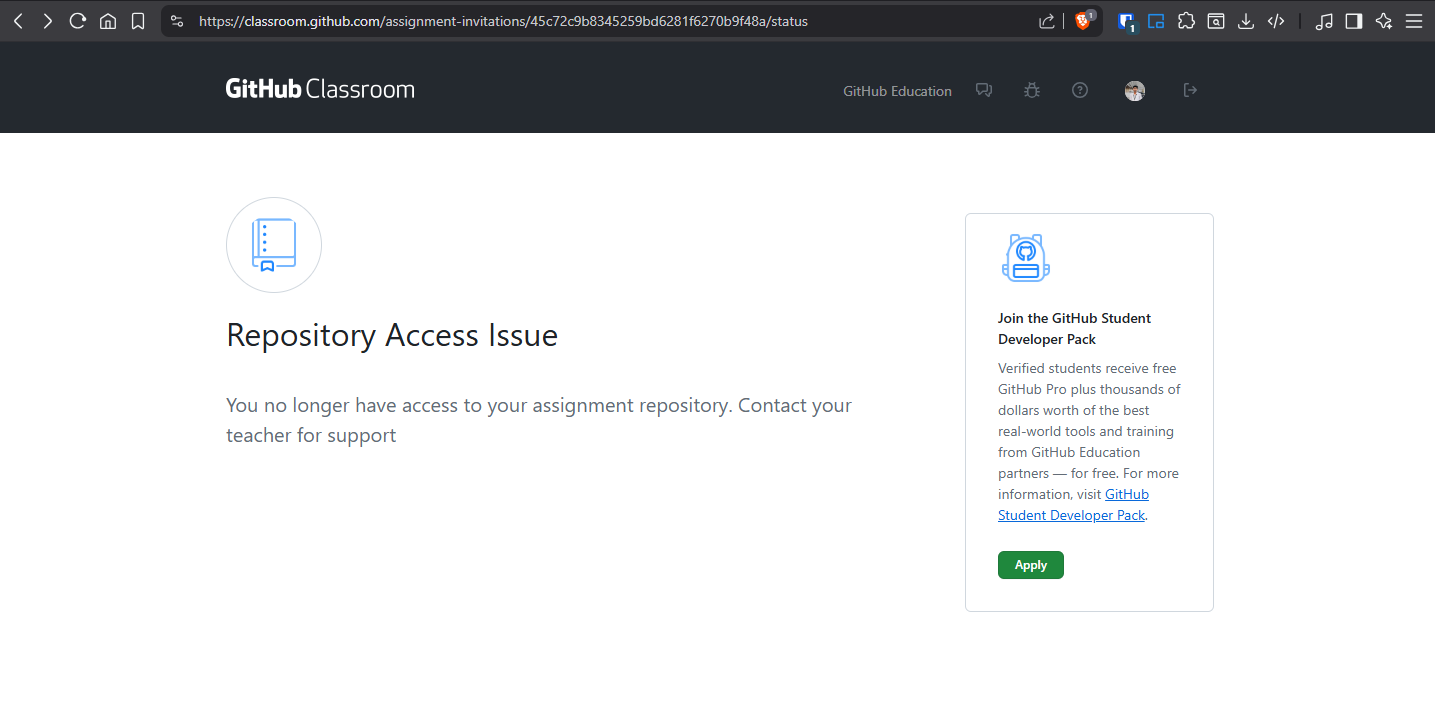 https://classroom.github.com/assignment-invitations/45c72c9b8345259bd6281f6270b9f48a/status
1
1
GitHub Classroom
GitHub Education
Repository Access Issue
You no longer have access to your assignment repository. Contact your
teacher for support
Join the GitHub Student
Developer Pack
Verified students receive free
GitHub Pro plus thousands of
dollars worth of the best
real-world tools and training
from GitHub Education
partners — for free. For more
information, visit GitHub
Student Developer Pack.
Apply